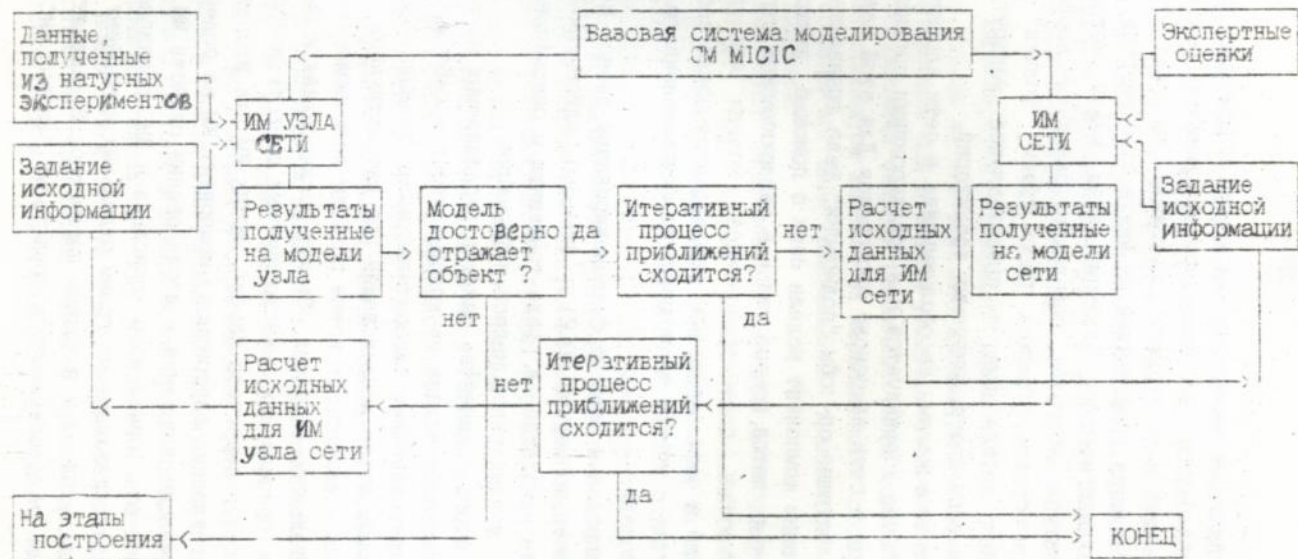 Данные,
полученные
из натурных
экспериментов
Базовая система моделирования
СМ MICIC
Экспертные
оценки
ИМ УЗЛА
СЕТИ
ИМ
СЕТИ
Задание
исходной
информации
Задание
исходной
информации
Результаты
полученные
на модели
узла
Модель
достоверно
отражает
объект ?
да
Итеративный
процесс
приближений
сходится?
нет
Расчет
исходных
данных
для ИМ
сети
Результаты
полученные
на модели
сети
нет
да
Расчет
исходных
данных
для ИМ
узла сети
нет
Итеративный
процесс
приближений
сходится?
да
На этапы
построения
КОНЕЦ